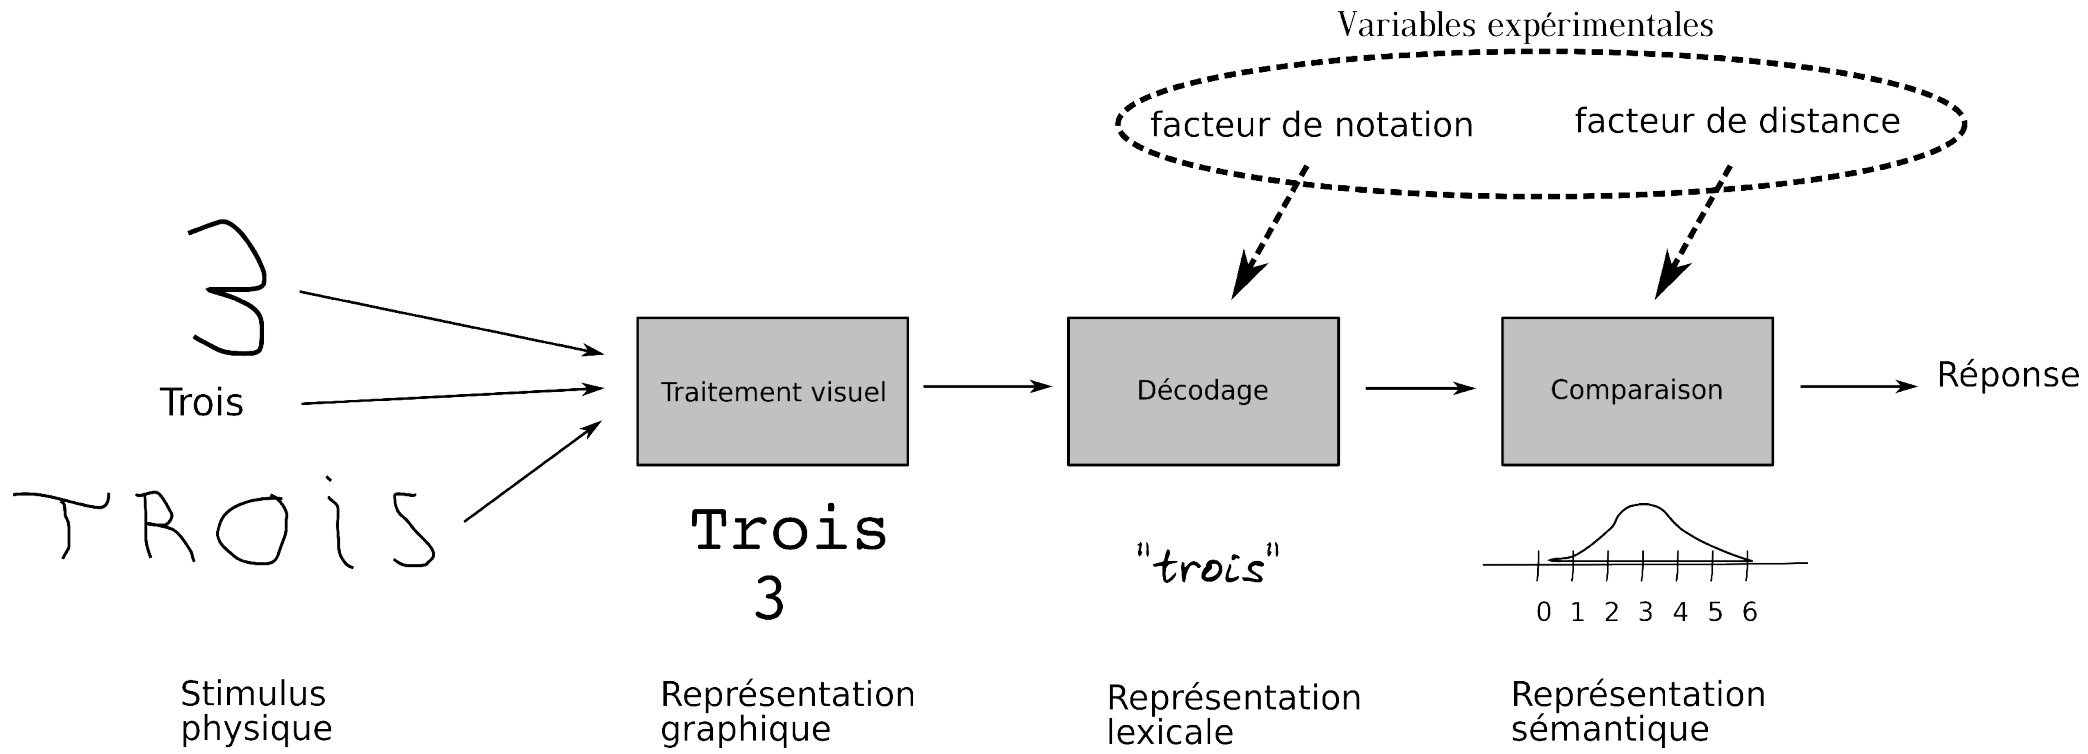 Variables expérimentales
facteur de notation
facteur de distance
3
Trois
TROiS
Traitement visuel
Décodage
Comparaison
Réponse
Trois
3
"trois"
0 1 2 3 4 5 6
Stimulus
physique
Représentation
graphique
Représentation
lexicale
Représentation
sémantique